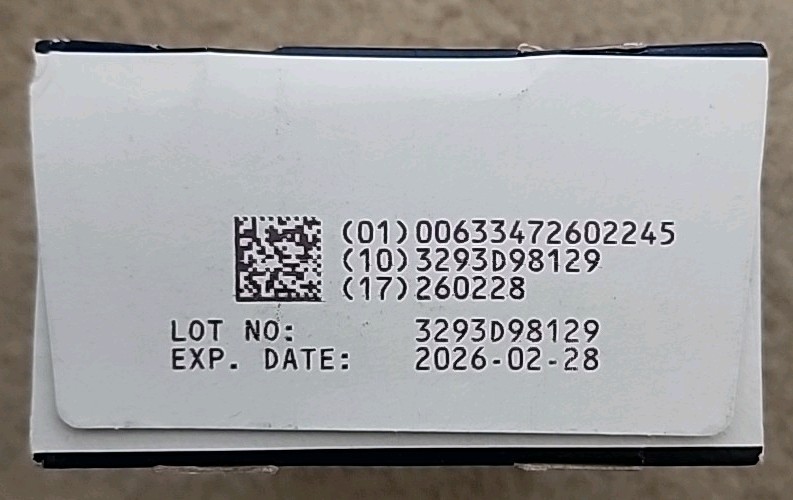 (01)00633472602245
(10)3293D98129
(17)260228
LOT NO: 3293D98129
EXP. DATE: 2026-02-28